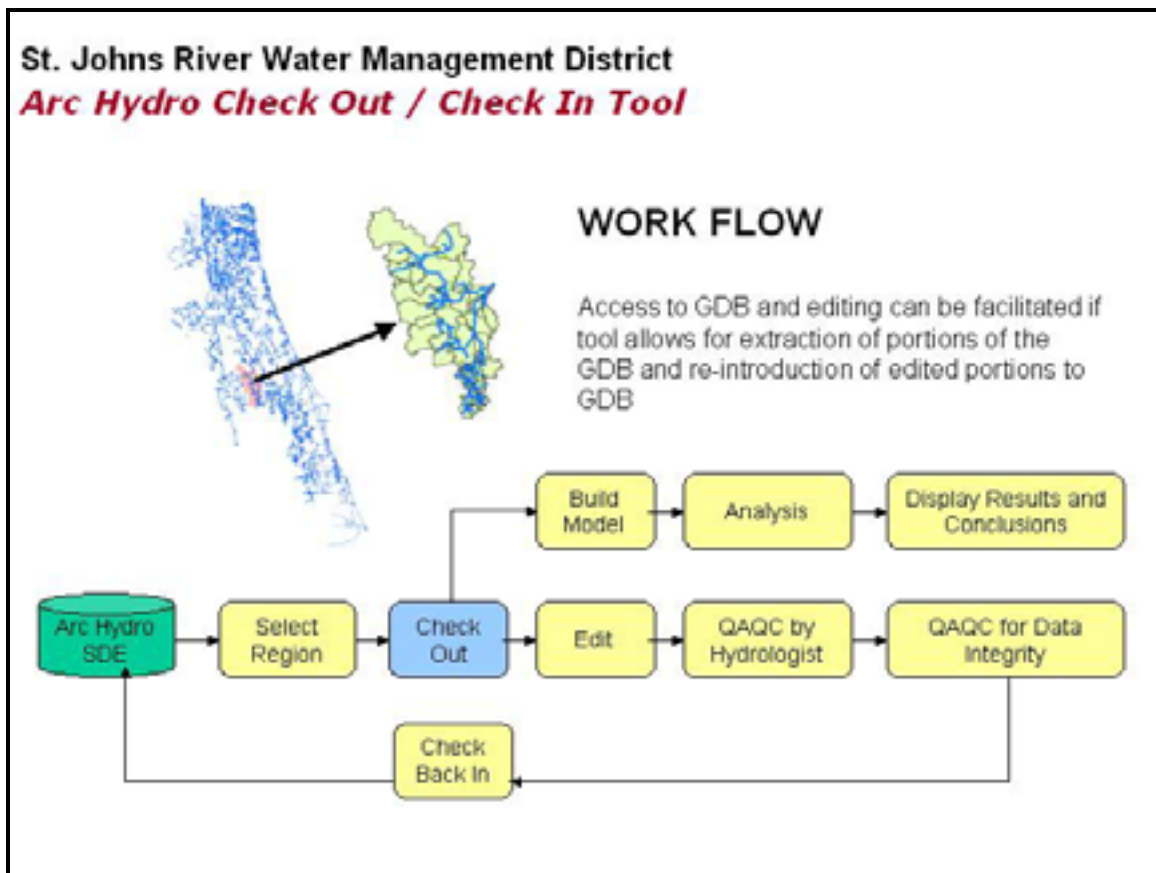 St. Johns River Water Management District
Arc Hydro Check Out / Check In Tool
WORK FLOW
Access to GDB and editing can be facilitated if
tool allows for extraction of portions of the
GDB and re-introduction of edited portions to
GDB
Build
Model
Analysis
Display Results and
Conclusions
Arc Hydro
SDE
Select
Region
Check
Out
Edit
QAQC by
Hydrologist
QAQC for Data
Integrity
Check
Back In